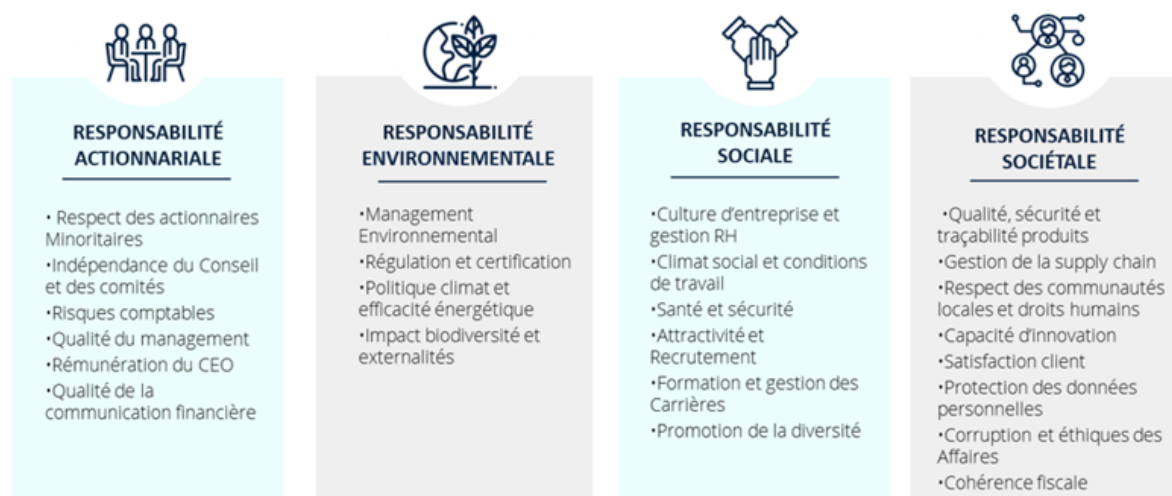 RESPONSABILITÉ
ACTIONNARIALE
• Respect des actionnaires
Minoritaires
•Indépendance du Conseil
et des comités
•Risques comptables
•Qualité du management
•Rémunération du CEO
•Qualité de la
communication financière
RESPONSABILITÉ
ENVIRONNEMENTALE
•Management
Environnemental
•Régulation et certification
•Politique climat et
efficacité énergétique
•Impact biodiversité et
externalités
RESPONSABILITÉ
SOCIALE
•Culture d'entreprise et
gestion RH
•Climat social et conditions
de travail
•Santé et sécurité
•Attractivité et
Recrutement
•Formation et gestion des
Carrières
•Promotion de la diversité
RESPONSABILITÉ
SOCIÉTALE
•Qualité, sécurité et
traçabilité produits
•Gestion de la supply chain
•Respect des communautés
locales et droits humains
•Capacité d'innovation
•Satisfaction client
•Protection des données
personnelles
•Corruption et éthiques des
Affaires
•Cohérence fiscale